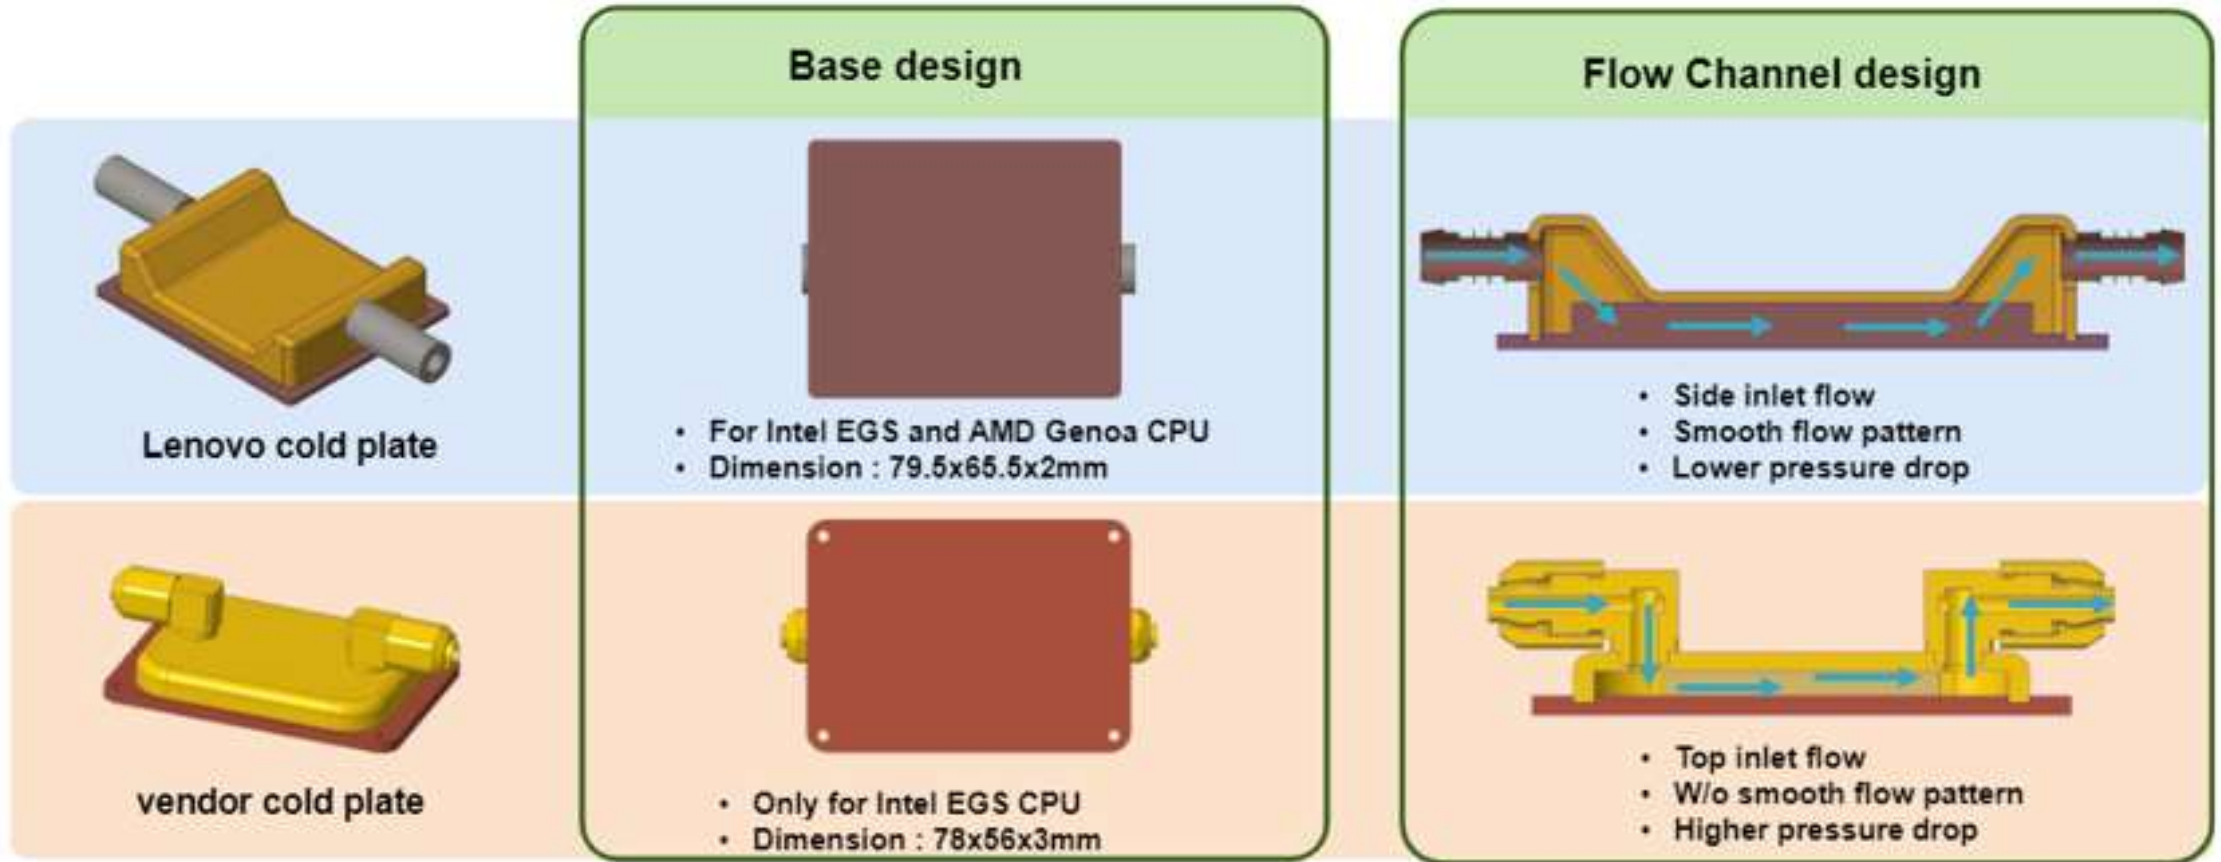 Base design
Flow Channel design
Lenovo cold plate
• For Intel EGS and AMD Genoa CPU
• Dimension : 79.5x65.5x2mm
• Side inlet flow
• Smooth flow pattern
• Lower pressure drop
vendor cold plate
• Only for Intel EGS CPU
• Dimension : 78x56x3mm
• Top inlet flow
• W/o smooth flow pattern
• Higher pressure drop